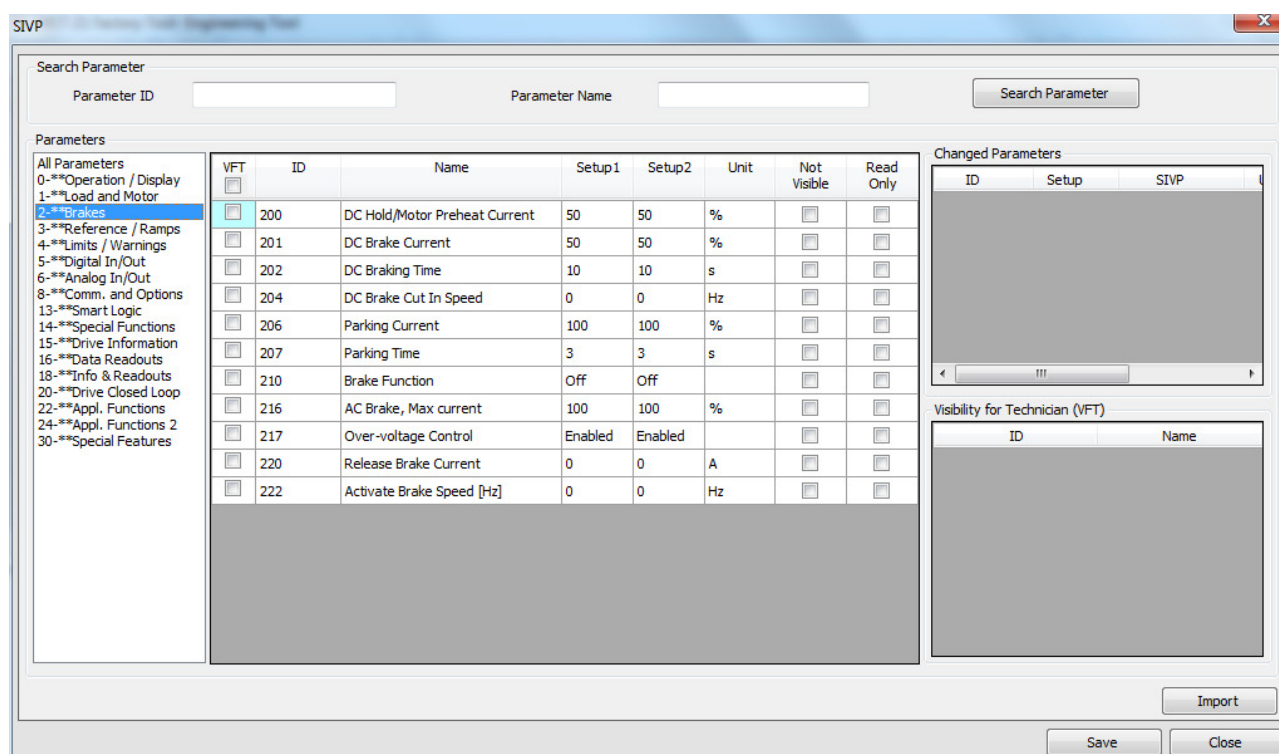 SIVP
Search Parameter
Parameter ID Parameter Name Search Parameter
Parameters
All Parameters
0-**Operation / Display
1-**Load and Motor
2-**Brakes
3-**Reference / Ramps
4-**Limits / Warnings
5-**Digital In/Out
6-**Analog In/Out
8-**Comm. and Options
13-**Smart Logic
14-**Special Functions
15-**Drive Information
16-**Data Readouts
18-**Info & Readouts
20-**Drive Closed Loop
22-**Appl. Functions
24-**Appl. Functions 2
30-**Special Features
VFT ID Name Setup1 Setup2 Unit Not Visible Read Only
200 DC Hold/Motor Preheat Current 50 50 %
201 DC Brake Current 50 50 %
202 DC Braking Time 10 10 s
204 DC Brake Cut In Speed 0 0 Hz
206 Parking Current 100 100 %
207 Parking Time 3 3 s
210 Brake Function Off Off
216 AC Brake, Max current 100 100 %
217 Over-voltage Control Enabled Enabled
220 Release Brake Current 0 0 A
222 Activate Brake Speed [Hz] 0 0 Hz
Changed Parameters
ID Setup SIVP
Visibility for Technician (VFT)
ID Name
Import
Save Close